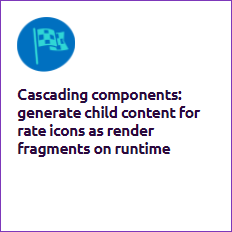 Cascading components:
generate child content for
rate icons as render
fragments on runtime